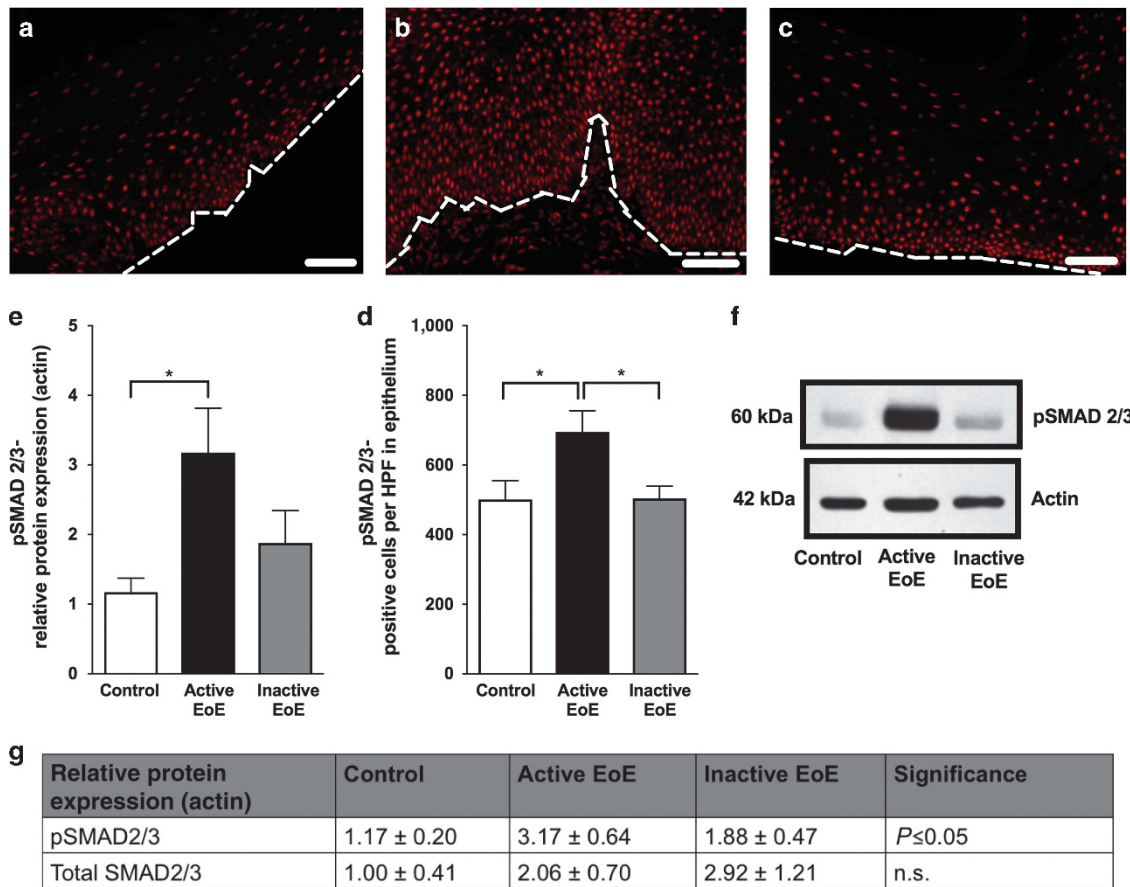 a
b
c
e
5
4
3
2
1
0
pSMAD 2/3-
relative protein expression (actin)
*
Control
Active
EoE
Inactive
EoE
d
1,000
800
600
400
200
0
pSMAD 2/3-
positive cells per HPF in epithelium
*
*
Control
Active
EoE
Inactive
EoE
f
60 kDa
pSMAD 2/3
42 kDa
Actin
Control
Active
EoE
Inactive
EoE
g
Relative protein
expression (actin)
Control
Active EoE
Inactive EoE
Significance
pSMAD2/3
1.17 ± 0.20
3.17 ± 0.64
1.88 ± 0.47
P≤0.05
Total SMAD2/3
1.00 ± 0.41
2.06 ± 0.70
2.92 ± 1.21
n.s.